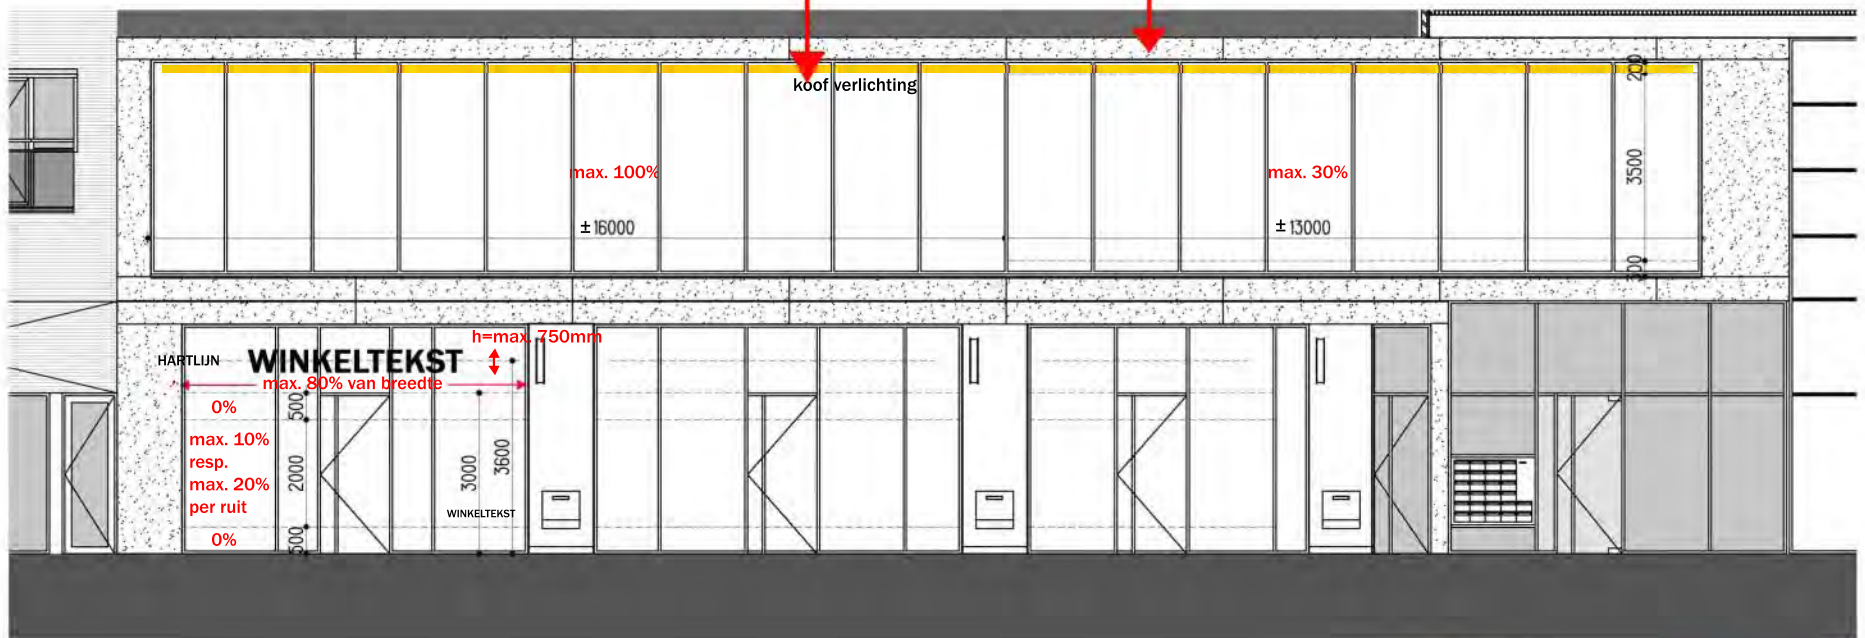 koof verlichting
200
max. 100%
max. 30%
3500
±16000
±13000
h=max. 750mm
HARTLIJN
WINKELTEKST
max. 80% van breedte
0%
500
max. 10%
resp.
max. 20%
per ruit
2000
3000
3600
WINKELTEKST
0%
500